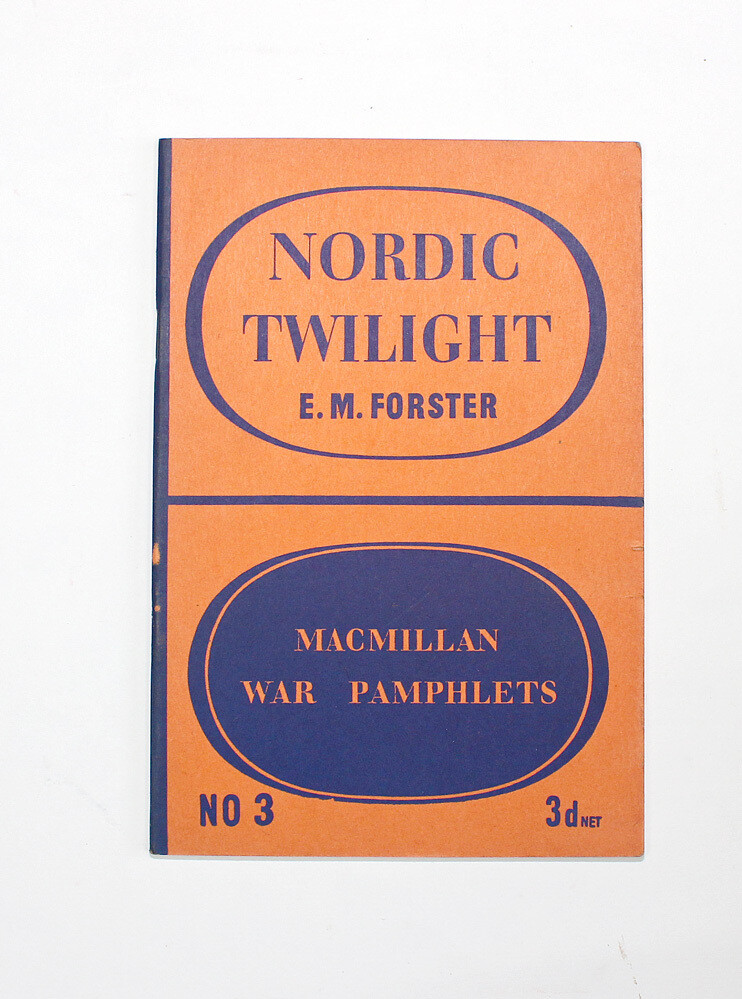 NORDIC
TWILIGHT
E. M. FORSTER
MACMILLAN
WAR PAMPHLETS
NO 3
3d NET